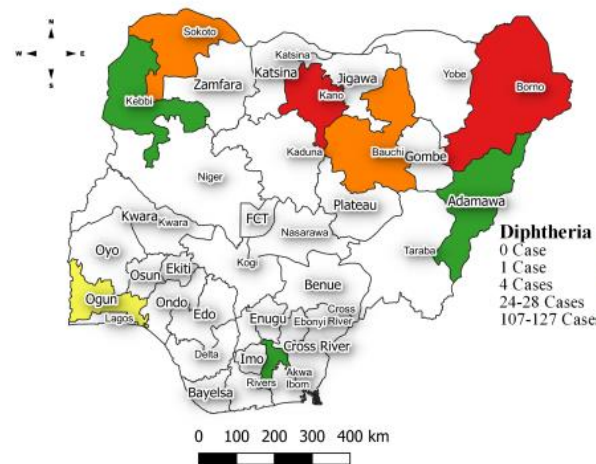 N
W E
S
Sokoto
Katsina
Zamfara
Katsina
Jigawa
Yobe
Borno
Kebbi
Kano
Kaduna
Bauchi
Gombe
Niger
Adamawa
Kwara
Kwara
FCT
Plateau
Nasarawa
Taraba
Oyo
Osun
Ekiti
Kogi
Benue
Ogun
Lagos
Ondo
Edo
Enugu
Ebonyi
Cross
River
Delta
Imo
Cross River
Rivers
Akwa
Ibom
Bayelsa
Diphtheria
0 Case
1 Case
4 Cases
24-28 Cases
107-127 Case
0 100 200 300 400 km